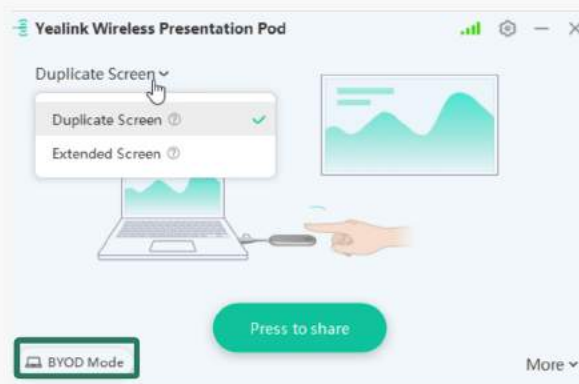 Yealink Wireless Presentation Pod
Duplicate Screen
Duplicate Screen
Extended Screen
Press to share
BYOD Mode
More